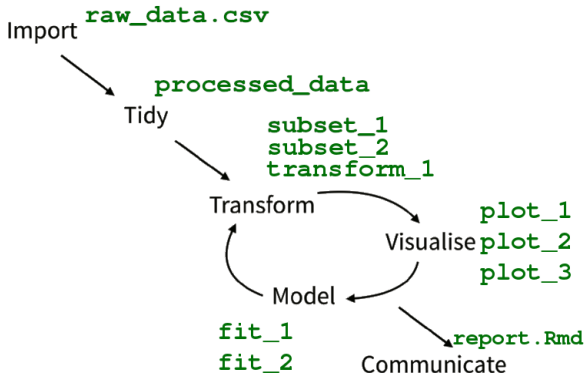 Import raw_data.csv
processed_data
Tidy
subset_1
subset_2
transform_1
Transform
plot_1
Visualise plot_2
plot_3
Model
fit_1
fit_2
report.Rmd
Communicate